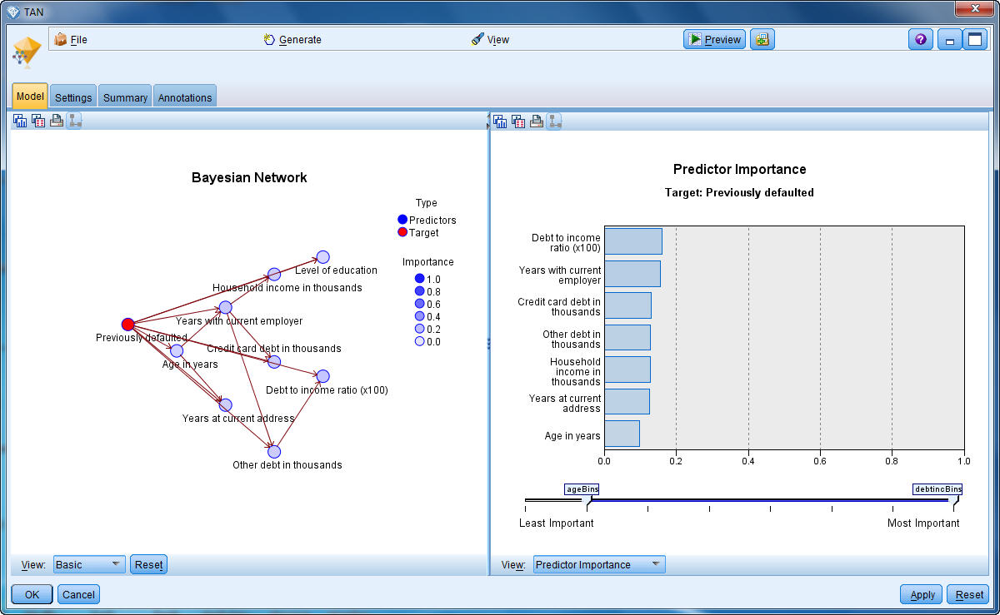 TAN
File Generate View Preview
Model Settings Summary Annotations
Bayesian Network
Type
Predictors
Target
Importance
1.0
0.8
0.6
0.4
0.2
0.0
Level of education
Household income in thousands
Years with current employer
Previously defaulted
Credit card debt in thousands
Age in years
Debt to income ratio (x100)
Years at current address
Other debt in thousands
View: Basic Reset
Predictor Importance
Target: Previously defaulted
Debt to income
ratio (x100)
Years with current
employer
Credit card debt in
thousands
Other debt in
thousands
Household
income in
thousands
Years at current
address
Age in years
0.0 0.2 0.4 0.6 0.8 1.0
ageBins debtincBins
Least Important Most Important
View: Predictor Importance
OK Cancel Apply Reset